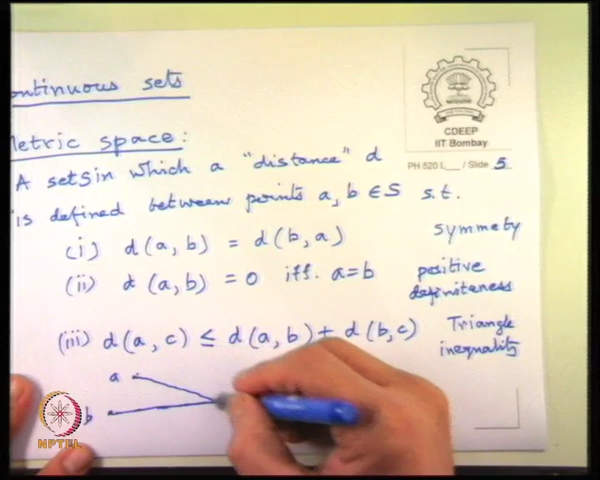 ontinuous sets
etric space:
A set S in which a "distance" d
is defined between points a, b ∈ S s.t.
(i) d(a, b) = d(b, a) symmety
(ii) d(a, b) = 0 iff. a=b positive definiteness
(iii) d(a, c) ≤ d(a, b) + d(b, c) Triangle inequality
a
b
CDEEP
IIT Bombay
PH 520 L___ / Slide 5
NPTEL